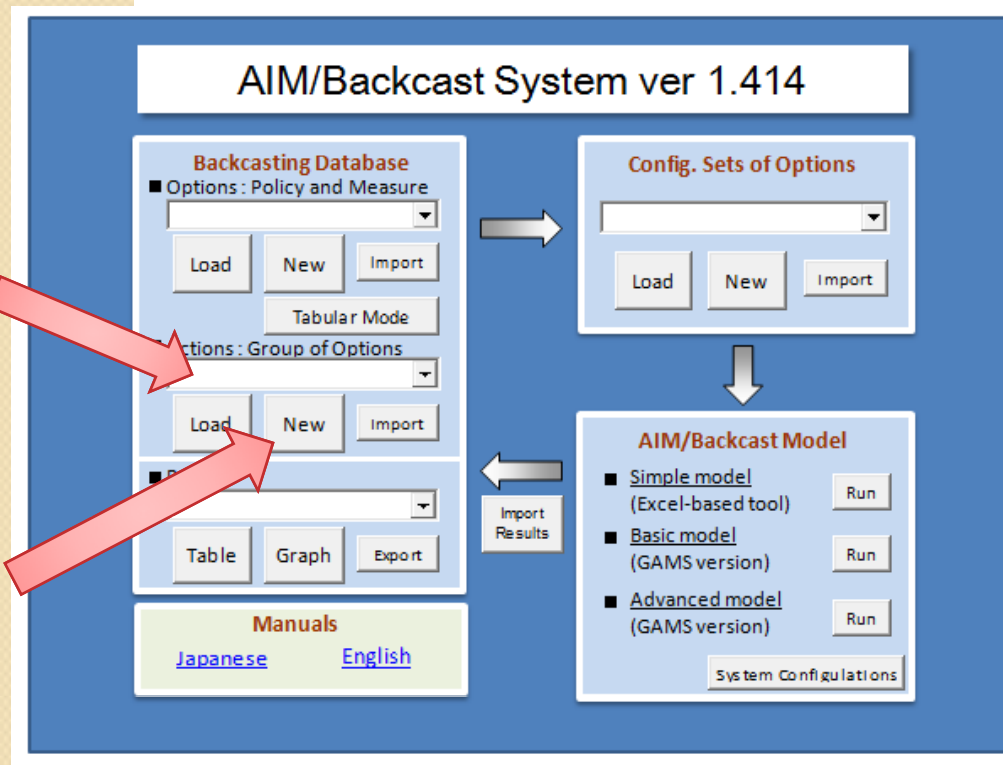 AIM/Backcast System ver 1.414
Backcasting Database
■ Options : Policy and Measure
Load
New
Import
Tabular Mode
ctions : Group of Options
Load
New
Import
Table
Graph
Export
Manuals
Japanese
English
Import
Results
Config. Sets of Options
Load
New
Import
AIM/Backcast Model
■ Simple model
(Excel-based tool)
Run
■ Basic model
(GAMS version)
Run
■ Advanced model
(GAMS version)
Run
System Configulations